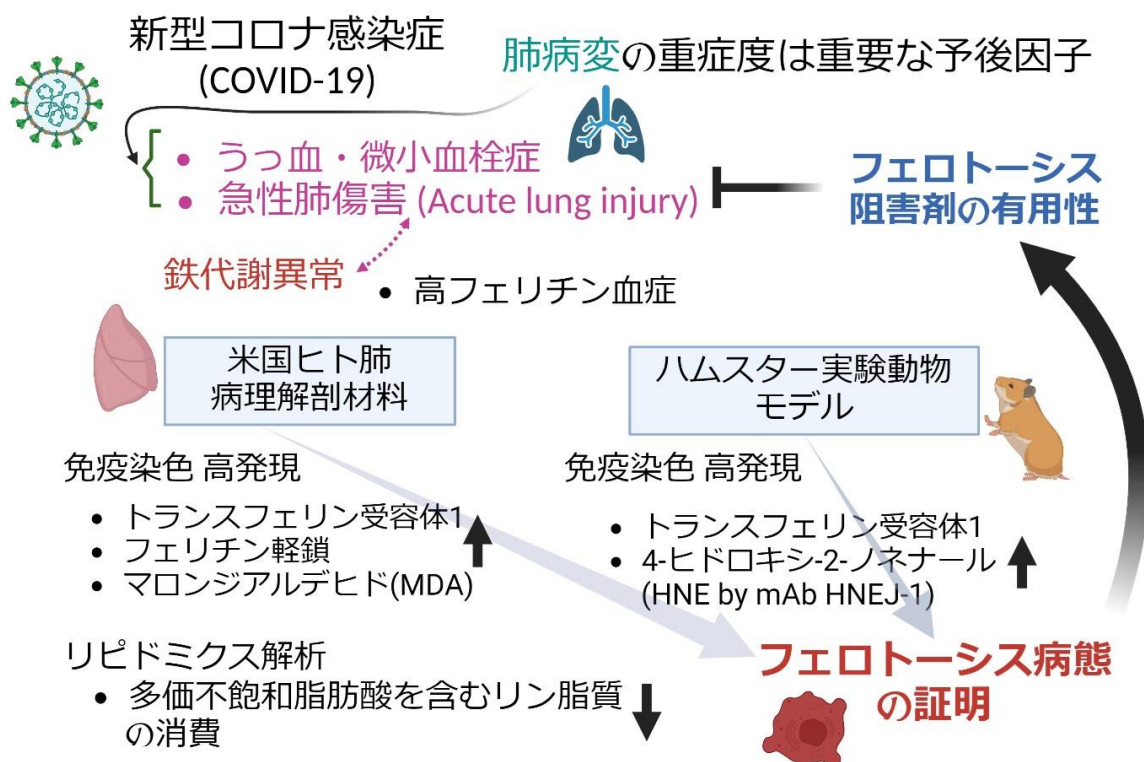 新型コロナ感染症
(COVID-19)
肺病変の重症度は重要な予後因子
• うっ血・微小血栓症
• 急性肺傷害 (Acute lung injury)
フェロトーシス
阻害剤の有用性
鉄代謝異常
• 高フェリチン血症
米国ヒト肺
病理解剖材料
免疫染色 高発現
• トランスフェリン受容体1
• フェリチン軽鎖
• マロンジアルデヒド(MDA)
リピドミクス解析
• 多価不飽和脂肪酸を含むリン脂質
の消費
ハムスター実験動物
モデル
免疫染色 高発現
• トランスフェリン受容体1
• 4-ヒドロキシ-2-ノネナール
(HNE by mAb HNEJ-1)
フェロトーシス病態
の証明